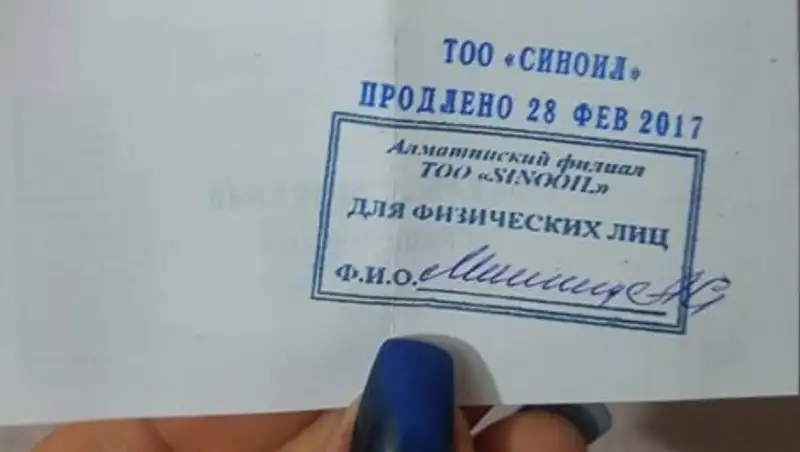 ТОО «СИНОИЛ»
ПРОДЛЕНО 28 ФЕВ 2017
Алматинский филиал
ТОО «SINOOIL»
ДЛЯ ФИЗИЧЕСКИХ ЛИЦ
Ф.И.О.